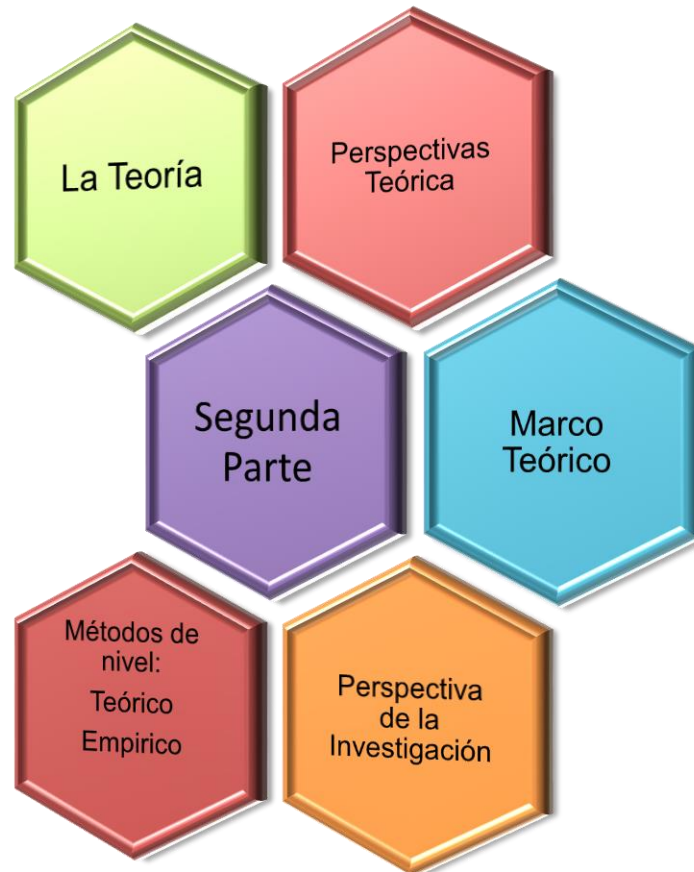 La Teoría
Perspectivas
Teórica
Segunda
Parte
Marco
Teórico
Métodos de
nivel:
Teórico
Empirico
Perspectiva
de la
Investigación